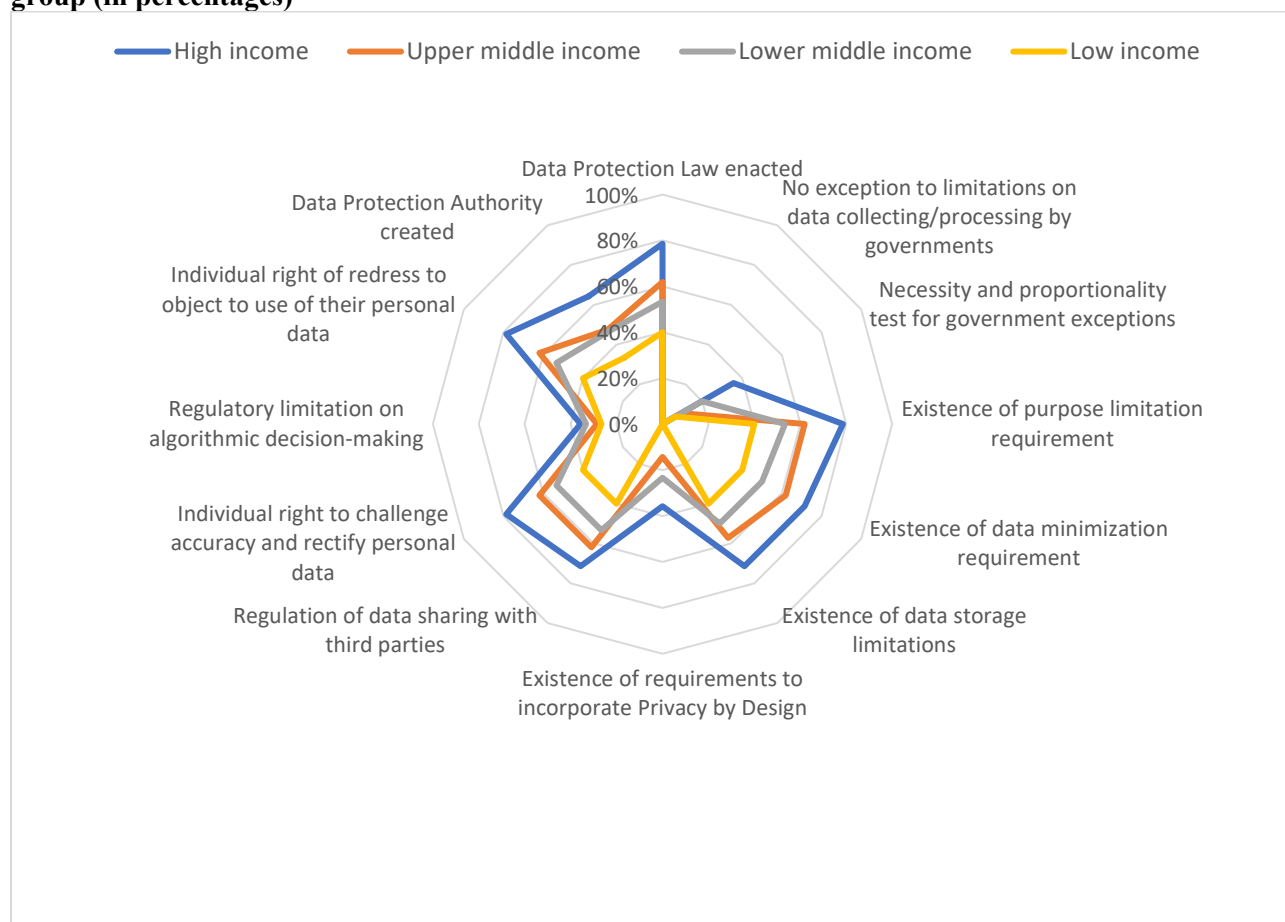 group (in percentages)
High income
Upper middle income
Lower middle income
Low income
Data Protection Law enacted
100%
80%
60%
40%
20%
0%
No exception to limitations on
data collecting/processing by
governments
Necessity and proportionality
test for government exceptions
Existence of purpose limitation
requirement
Existence of data minimization
requirement
Existence of data storage
limitations
Existence of requirements to
incorporate Privacy by Design
Regulation of data sharing with
third parties
Individual right to challenge
accuracy and rectify personal
data
Regulatory limitation on
algorithmic decision-making
Individual right of redress to
object to use of their personal
data
Data Protection Authority
created